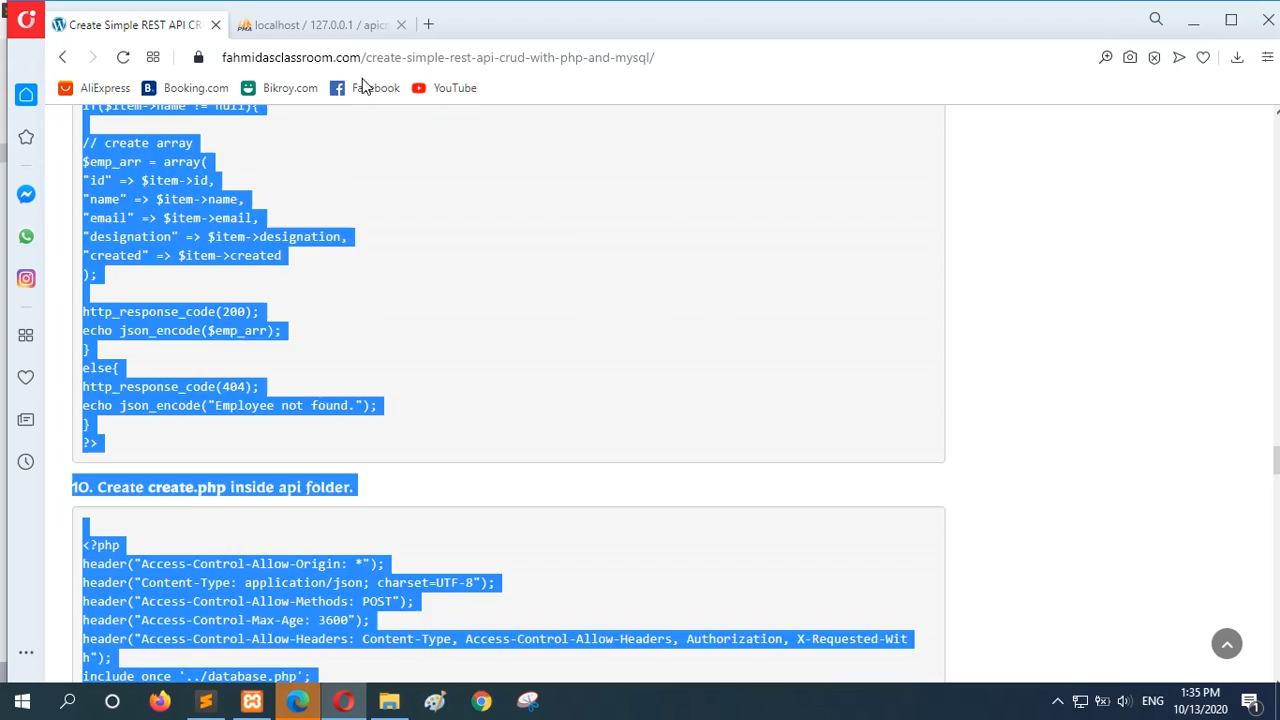 Create Simple REST API CR
localhost / 127.0.0.1 / apicr
fahmidasclassroom.com/create-simple-rest-api-crud-with-php-and-mysql/
AliExpress
B.
Booking.com
Bikroy.com
Facebook
YouTube
if($item->name != null){
// create array
$emp_arr = array(
"id" => $item->id,
"name" => $item->name,
"email" => $item->email,
"designation" => $item->designation,
"created" => $item->created
);
http_response_code(200);
echo json_encode($emp_arr);
}
else{
http_response_code(404);
echo json_encode("Employee not found.");
}
?>
10. Create create.php inside api folder.
<?php
header("Access-Control-Allow-Origin: *");
header("Content-Type: application/json; charset=UTF-8");
header("Access-Control-Allow-Methods: POST");
header("Access-Control-Max-Age: 3600");
header("Access-Control-Allow-Headers: Content-Type, Access-Control-Allow-Headers, Authorization, X-Requested-Wit
h");
include_once '../database.php';
ENG
1:35 PM
10/13/2020
1